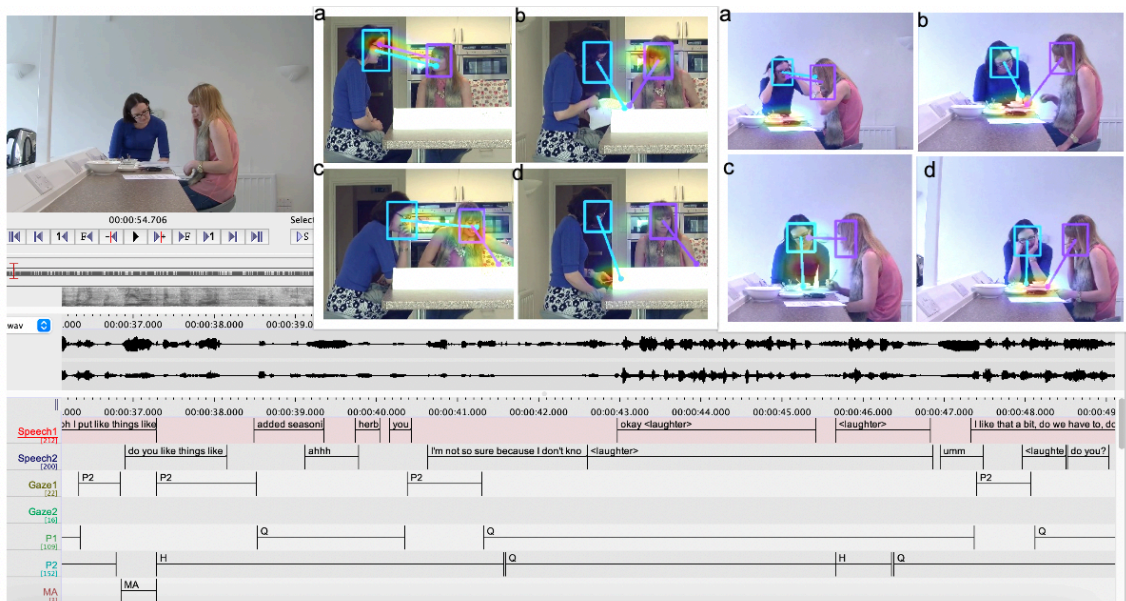 a
b
a
b
c
d
c
d
00:00:54.706
Select
1
F
F
1
S
wav
.000
00:00:37.000
00:00:38.000
00:00:39.0
.000
00:00:37.000
00:00:38.000
00:00:39.000
00:00:40.000
00:00:41.000
00:00:42.000
00:00:43.000
00:00:44.000
00:00:45.000
00:00:46.000
00:00:47.000
00:00:48.000
00:00:49
Speech1
[212]
oh I put like things like
added seasoni
herb
you
okay <laughter>
<laughter>
I like that a bit, do we have to, do
Speech2
[200]
do you like things like
ahhh
I'm not so sure because I don't kno
<laughter>
umm
<laughte
do you?
Gaze1
[22]
P2
P2
P2
P2
Gaze2
[16]
P1
[109]
Q
Q
Q
P2
[152]
H
Q
H
Q
MA
MA